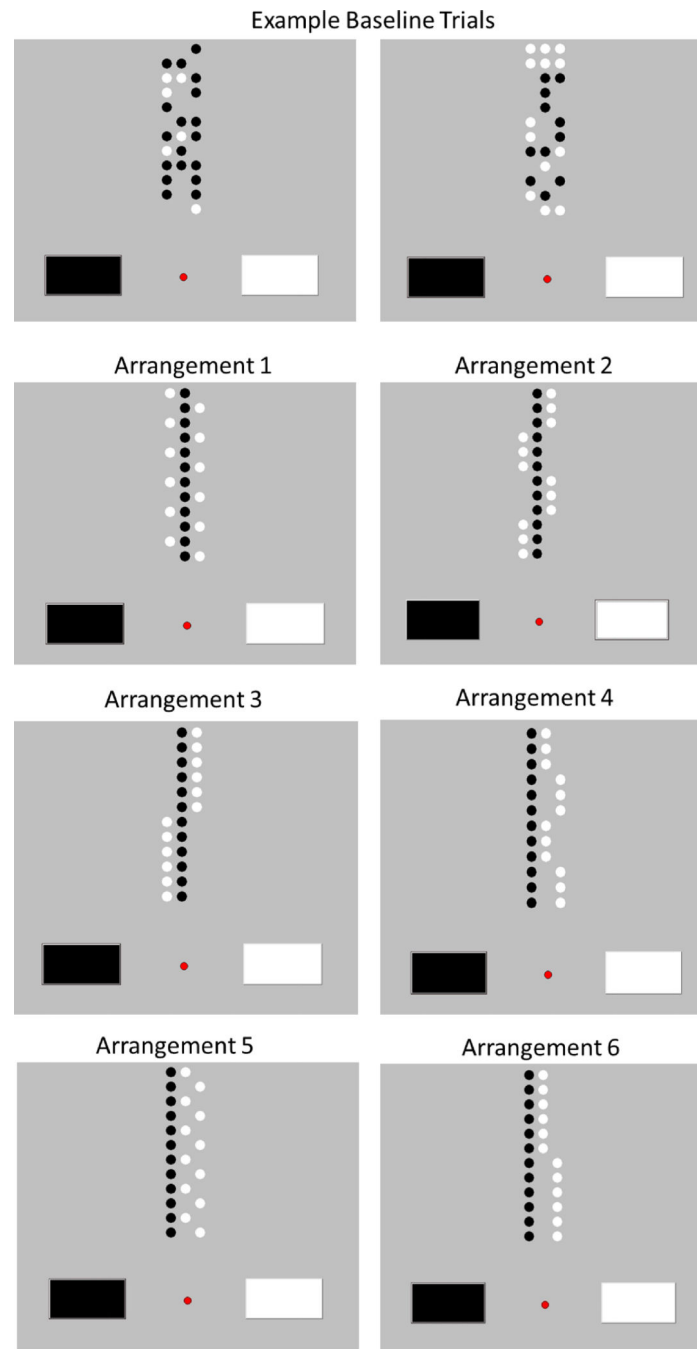 Example Baseline Trials
Arrangement 1
Arrangement 2
Arrangement 3
Arrangement 4
Arrangement 5
Arrangement 6